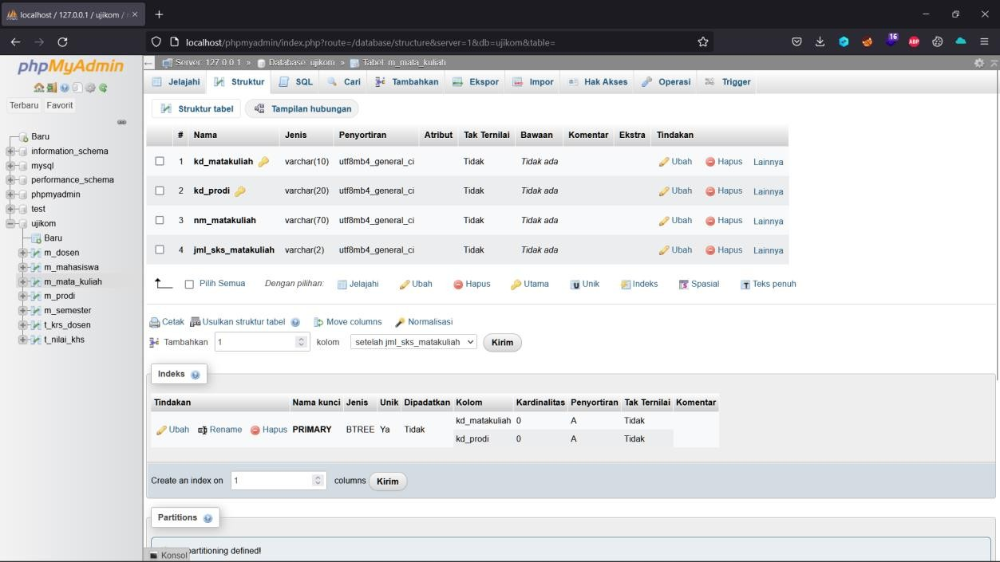 localhost / 127.0.0.1 / ujikom /
localhost/phpmyadmin/index.php?route=/database/structure&server=1&db=ujikom&table=
16
ABP
phpMyAdmin
Terbaru Favorit
Baru
information_schema
mysql
performance_schema
phpmyadmin
test
ujikom
Baru
m_dosen
m_mahasiswa
m_mata_kuliah
m_prodi
m_semester
t_krs_dosen
t_nilai_khs
Server: 127.0.0.1 » Database: ujikom » Tabel: m_mata_kuliah
Jelajahi Struktur SQL Cari Tambahkan Ekspor Impor Hak Akses Operasi Trigger
Struktur tabel Tampilan hubungan
# Nama Jenis Penyortiran Atribut Tak Ternilai Bawaan Komentar Ekstra Tindakan
1 kd_matakuliah varchar(10) utf8mb4_general_ci Tidak Tidak ada Ubah Hapus Lainnya
2 kd_prodi varchar(20) utf8mb4_general_ci Tidak Tidak ada Ubah Hapus Lainnya
3 nm_matakuliah varchar(70) utf8mb4_general_ci Tidak Tidak ada Ubah Hapus Lainnya
4 jml_sks_matakuliah varchar(2) utf8mb4_general_ci Tidak Tidak ada Ubah Hapus Lainnya
Pilih Semua Dengan pilihan: Jelajahi Ubah Hapus Utama Unik Indeks Spasial Teks penuh
Cetak Usulkan struktur tabel Move columns Normalisasi
Tambahkan 1 kolom setelah jml_sks_matakuliah Kirim
Indeks
Tindakan Nama kunci Jenis Unik Dipadatkan Kolom Kardinalitas Penyortiran Tak Ternilai Komentar
Ubah Rename Hapus PRIMARY BTREE Ya Tidak kd_matakuliah 0 A Tidak
kd_prodi 0 A Tidak
Create an index on 1 columns Kirim
Partitions
partitioning defined!
Konsol